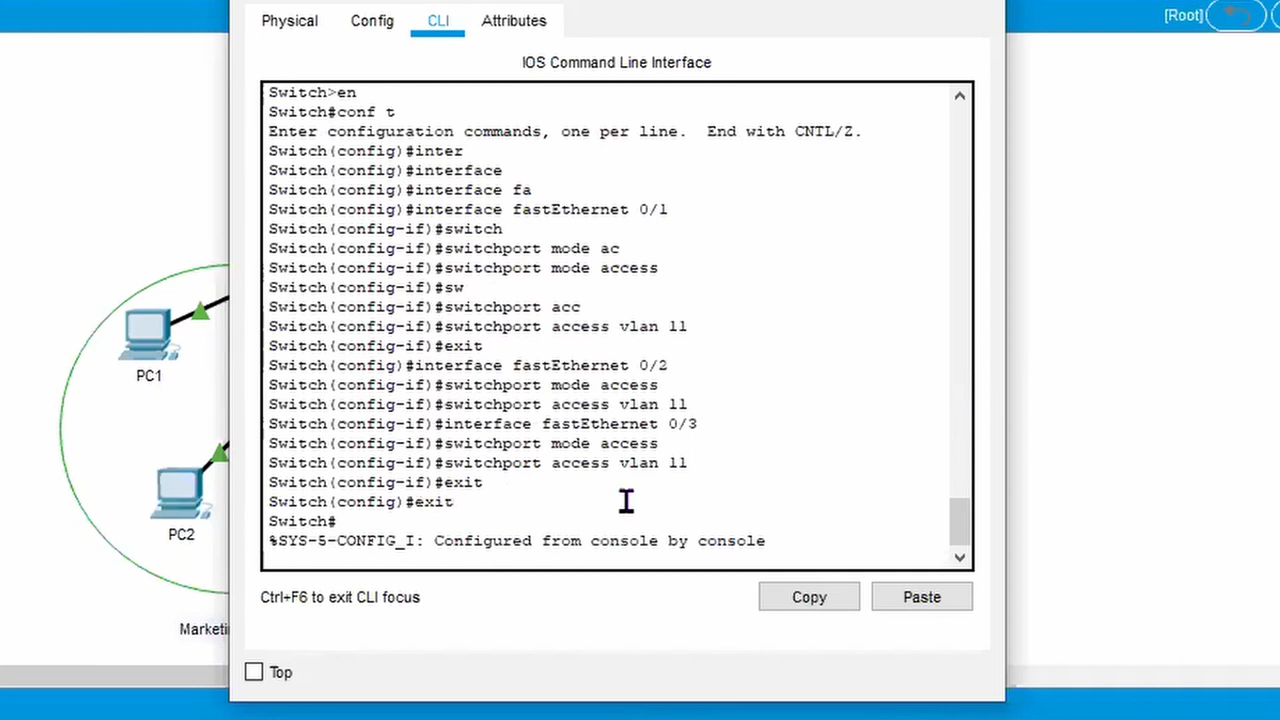 Physical Config CLI Attributes
[Root]
IOS Command Line Interface
Switch>en
Switch#conf t
Enter configuration commands, one per line.  End with CNTL/Z.
Switch(config)#inter
Switch(config)#interface
Switch(config)#interface fa
Switch(config)#interface fastEthernet 0/1
Switch(config-if)#switch
Switch(config-if)#switchport mode ac
Switch(config-if)#switchport mode access
Switch(config-if)#sw
Switch(config-if)#switchport acc
Switch(config-if)#switchport access vlan 11
Switch(config-if)#exit
Switch(config)#interface fastEthernet 0/2
Switch(config-if)#switchport mode access
Switch(config-if)#switchport access vlan 11
Switch(config-if)#interface fastEthernet 0/3
Switch(config-if)#switchport mode access
Switch(config-if)#switchport access vlan 11
Switch(config-if)#exit
Switch(config)#exit
Switch#
%SYS-5-CONFIG_I: Configured from console by console
PC1
PC2
Marketi
Ctrl+F6 to exit CLI focus
Copy
Paste
Top